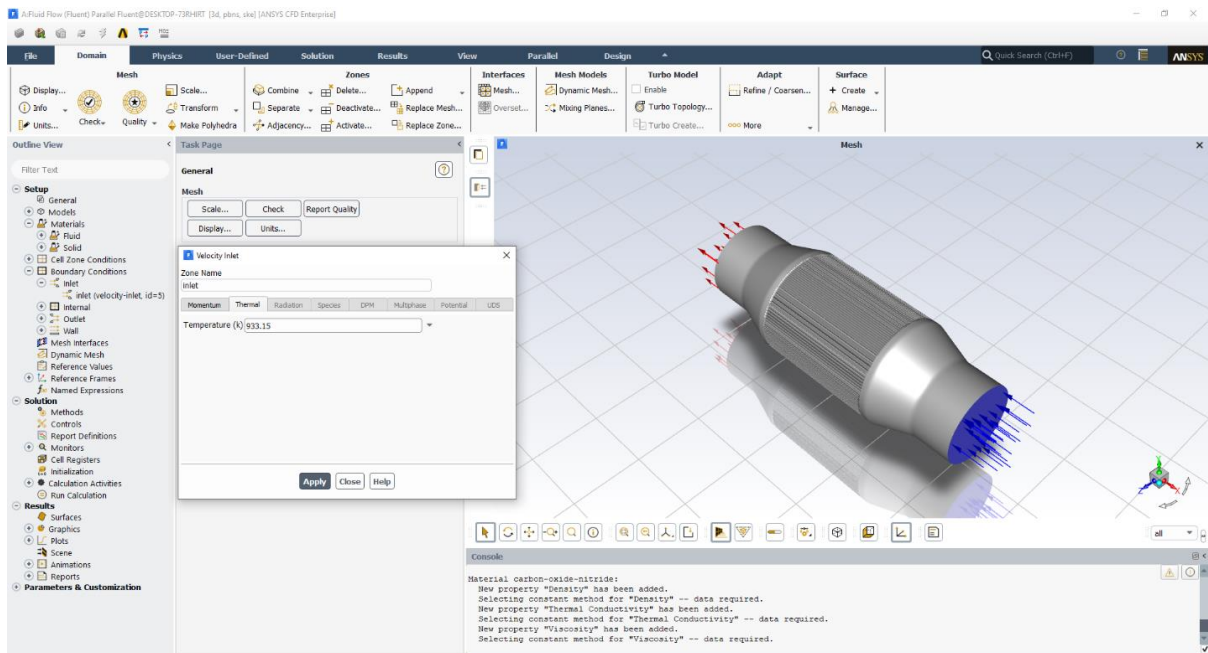 A:Fluid Flow (Fluent) Parallel Fluent@DESKTOP-73RHIRT [3d, pbns, ske] [ANSYS CFD Enterprise]
File Domain Physics User-Defined Solution Results View Parallel Design Quick Search (Ctrl+F) ANSYS
Mesh Zones Interfaces Mesh Models Turbo Model Adapt Surface
Display... Scale... Combine Delete... Append Mesh... Dynamic Mesh... Enable Refine / Coarsen... + Create
Info Transform Separate Deactivate... Replace Mesh... Overset... Mixing Planes... Turbo Topology... Manage...
Units... Check Quality Make Polyhedra Adjacency... Activate... Replace Zone... Turbo Create... More
Outline View
Filter Text
Setup
General
Models
Materials
Fluid
Solid
Cell Zone Conditions
Boundary Conditions
Inlet
inlet (velocity-inlet, id=5)
Internal
Outlet
Wall
Mesh Interfaces
Dynamic Mesh
Reference Values
Reference Frames
Named Expressions
Solution
Methods
Controls
Report Definitions
Monitors
Cell Registers
Initialization
Calculation Activities
Run Calculation
Results
Surfaces
Graphics
Plots
Scene
Animations
Reports
Parameters & Customization
Task Page
General
Mesh
Scale... Check Report Quality
Display... Units...
Velocity Inlet
Zone Name
inlet
Momentum Thermal Radiation Species DPM Multiphase Potential UDS
Temperature (k) 933.15
Apply Close Help
Mesh
Y
Z X
all
Console
Material carbon-oxide-nitride:
New property "Density" has been added.
Selecting constant method for "Density" -- data required.
New property "Thermal Conductivity" has been added.
Selecting constant method for "Thermal Conductivity" -- data required.
New property "Viscosity" has been added.
Selecting constant method for "Viscosity" -- data required.